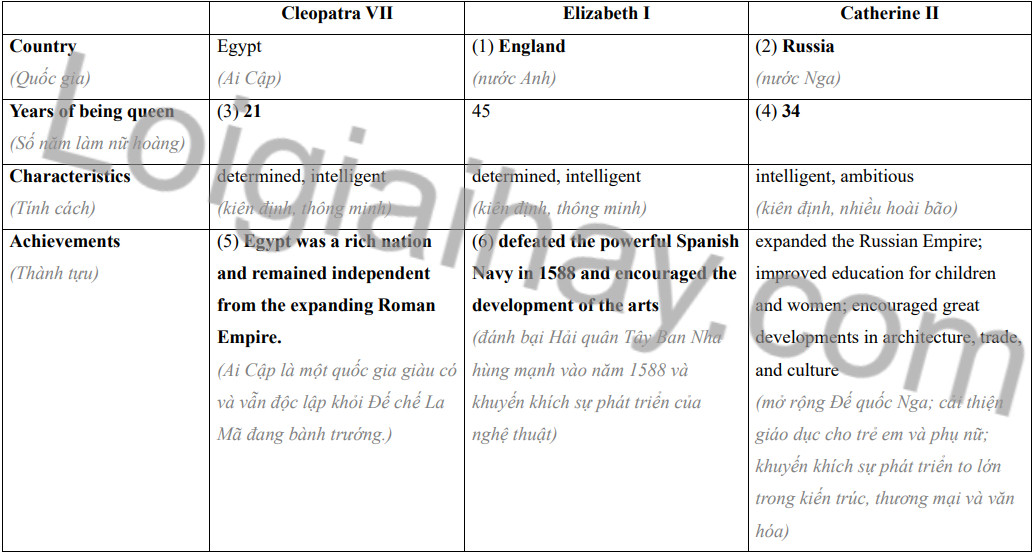 Cleopatra VII Elizabeth I Catherine II
Country Egypt (1) England (2) Russia
(Quốc gia) (Ai Cập) (nước Anh) (nước Nga)
Years of being queen (3) 21 45 (4) 34
(Số năm làm nữ hoàng)
Characteristics determined, intelligent determined, intelligent intelligent, ambitious
(Tính cách) (kiên định, thông minh) (kiên định, thông minh) (kiên định, nhiều hoài bão)
Achievements
(Thành tựu)
(5) Egypt was a rich nation
and remained independent
from the expanding Roman
Empire.
(Ai Cập là một quốc gia giàu có
và vẫn độc lập khỏi Đế chế La
Mã đang bành trướng.)
(6) defeated the powerful Spanish
Navy in 1588 and encouraged the
development of the arts
(đánh bại Hải quân Tây Ban Nha
hùng mạnh vào năm 1588 và
khuyến khích sự phát triển của
nghệ thuật)
expanded the Russian Empire;
improved education for children
and women; encouraged great
developments in architecture, trade,
and culture
(mở rộng Đế quốc Nga; cải thiện
giáo dục cho trẻ em và phụ nữ;
khuyến khích sự phát triển to lớn
trong kiến trúc, thương mại và văn
hóa)
Loigiaihay.com